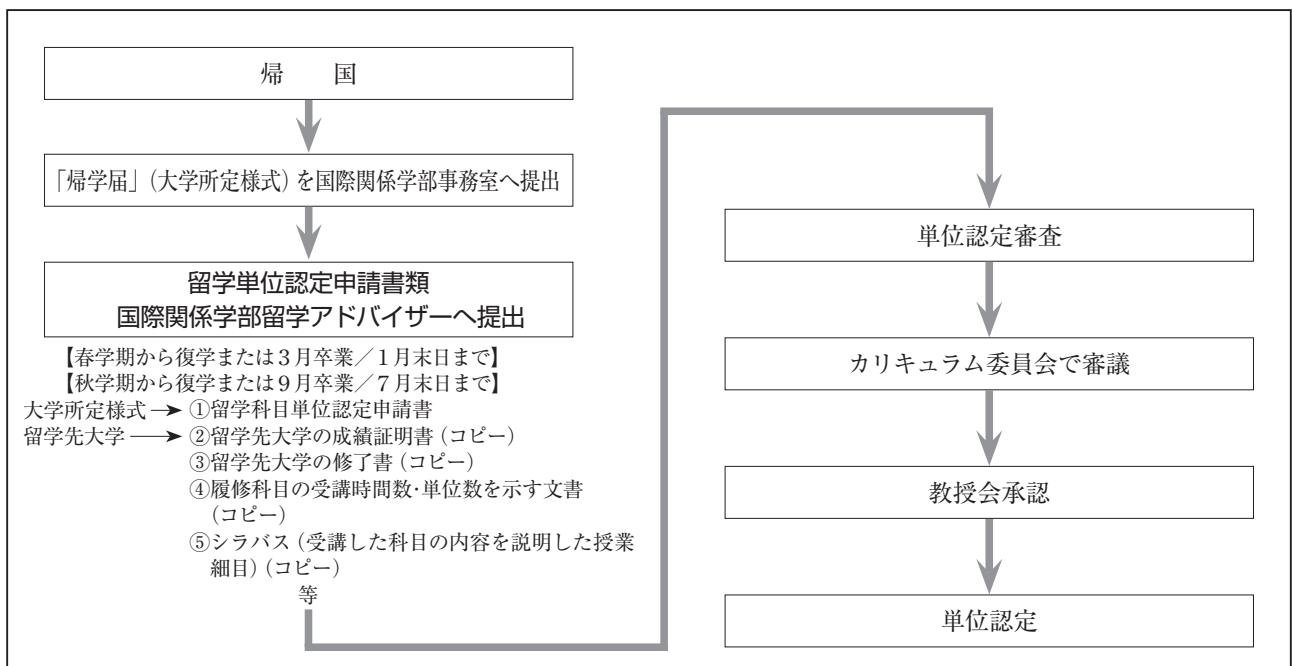 帰　国
「帰学届」(大学所定様式)を国際関係学部事務室へ提出
留学単位認定申請書類
国際関係学部留学アドバイザーへ提出
【春学期から復学または3月卒業／1月末日まで】
【秋学期から復学または9月卒業／7月末日まで】
大学所定様式→①留学科目単位認定申請書
留学先大学→②留学先大学の成績証明書(コピー)
③留学先大学の修了書(コピー)
④履修科目の受講時間数・単位数を示す文書
(コピー)
⑤シラバス(受講した科目の内容を説明した授業
細目)(コピー)
等
単位認定審査
カリキュラム委員会で審議
教授会承認
単位認定